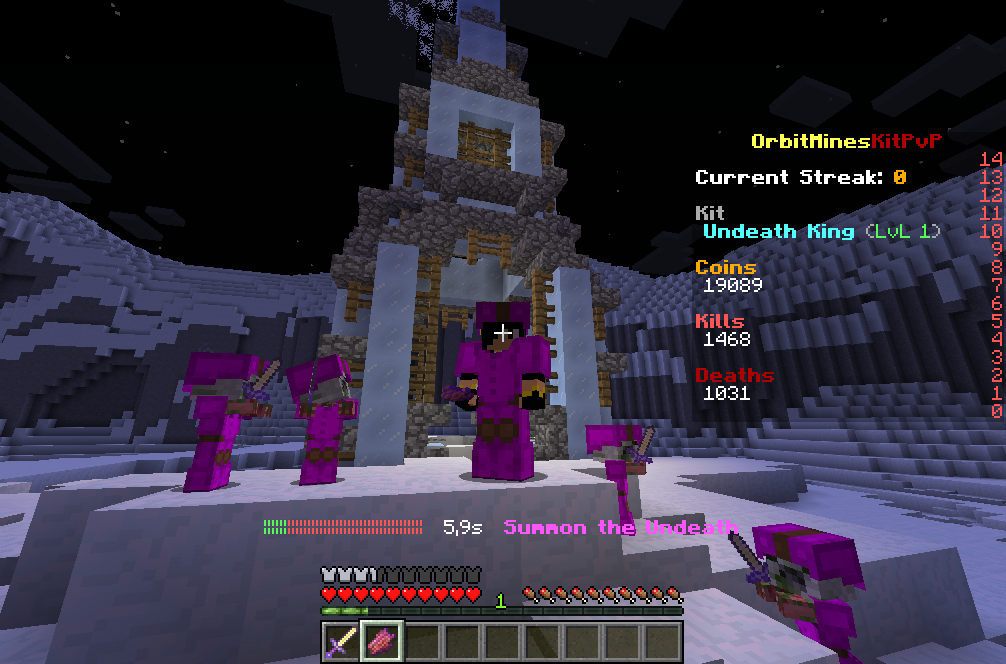 OrbitMinesKitPvP
14
Current Streak: 0
13
12
Kit
11
Undeath King (LvL 1)
10
9
Coins
8
19089
7
6
Kills
5
1468
4
3
Deaths
2
1031
1
0
5,9s Summon the Undeath
1